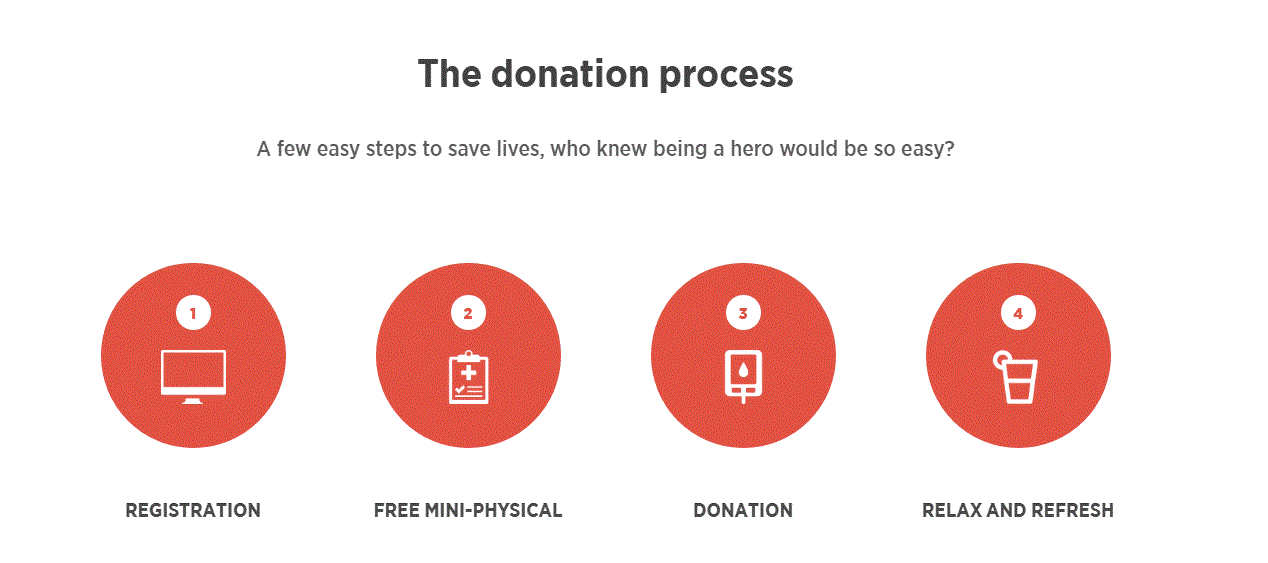 The donation process
A few easy steps to save lives, who knew being a hero would be so easy?
1
2
3
4
REGISTRATION
FREE MINI-PHYSICAL
DONATION
RELAX AND REFRESH